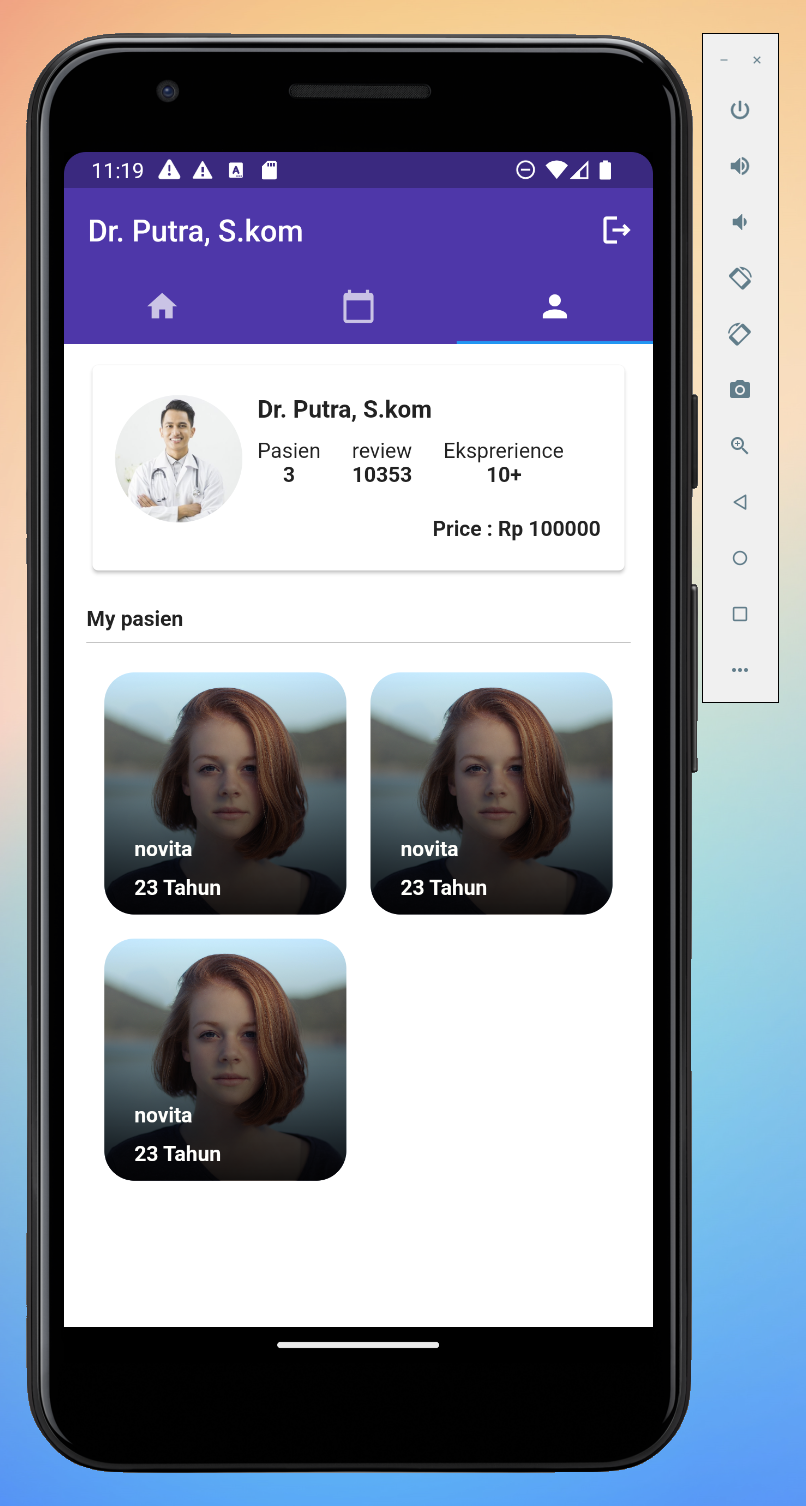 11:19
Dr. Putra, S.kom
Dr. Putra, S.kom
Pasien review Eksprerience
3 10353 10+
Price : Rp 100000
My pasien
novita novita
23 Tahun 23 Tahun
novita
23 Tahun